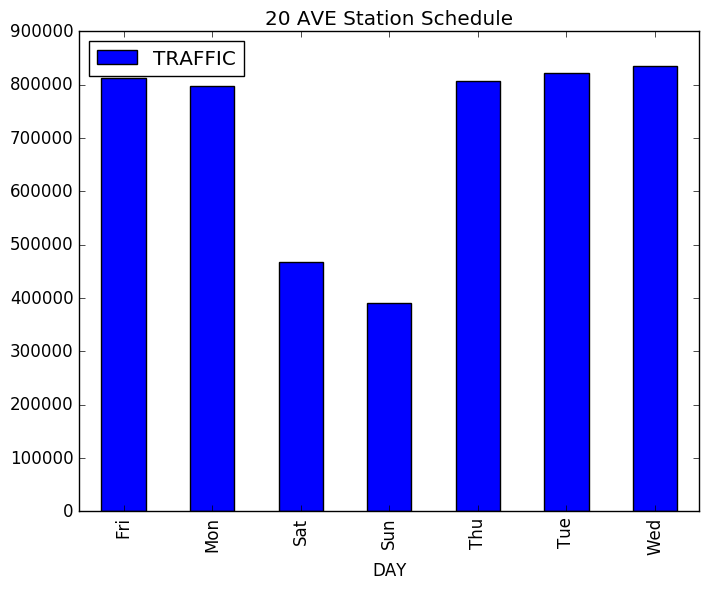 20 AVE Station Schedule
TRAFFIC
900000
800000
700000
600000
500000
400000
300000
200000
100000
0
Fri
Mon
Sat
Sun
Thu
Tue
Wed
DAY